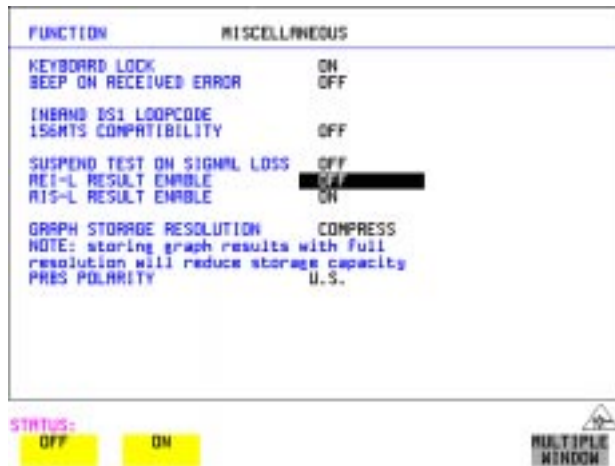 FUNCTION MISCELLANEOUS
KEYBOARD LOCK ON
BEEP ON RECEIVED ERROR OFF
INBAND DS1 LOOPCODE
156MTS COMPATIBILITY OFF
SUSPEND TEST ON SIGNAL LOSS OFF
REI-L RESULT ENABLE OFF
AIS-L RESULT ENABLE ON
GRAPH STORAGE RESOLUTION COMPRESS
NOTE: storing graph results with full
resolution will reduce storage capacity
PRBS POLARITY U.S.
STATUS:
OFF ON MULTIPLE
WINDOW